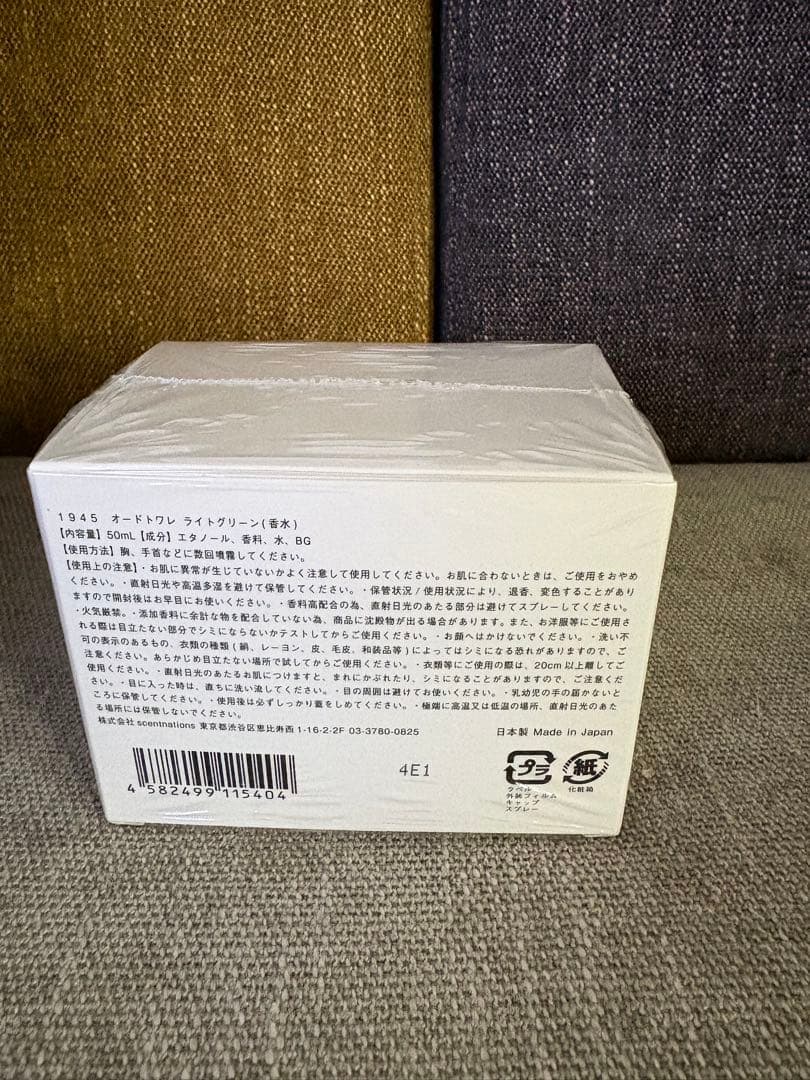 1945 オードトワレ ライトグリーン(香水)
【内容量】50mL【成分】エタノール、香料、水、BG
【使用方法】胸、手首などに数回噴霧してください。
【使用上の注意】・お肌に異常が生じていないかよく注意して使用してください。お肌に合わないときは、ご使用をおやめ
ください。・直射日光や高温多湿を避けて保管してください。・保管状況/使用状況により、退香、変色することがあり
ますので開封後はお早目にお使いください。・香料高配合の為、直射日光のあたる部分は避けてスプレーしてください。
・火気厳禁。・添加香料に余計な物を配合していない為、商品に沈殿物が出る場合があります。また、お洋服等にご使用さ
れる際は目立たない部分でシミにならないかテストしてからご使用ください。・お顔へはかけないでください。・洗い不
可の表示のあるもの、衣類の種類(絹、レーヨン、皮、毛皮、和装品等)によってはシミになる恐れがありますので、ご
注意ください。あらかじめ目立たない場所で試してからご使用ください。・衣類等にご使用の際は、20cm以上離してご
使用ください。・直射日光のあたるお肌につけますと、まれにかぶれたり、シミになることがありますので、ご注意くだ
さい。・目に入った時は、直ちに洗い流してください。・目の周囲は避けてお使いください。・乳幼児の手の届かないと
ころに保管してください。・使用後は必ずしっかり蓋をしめてください。・極端に高温又は低温の場所、直射日光のあた
る場所には保管しないでください。
株式会社 scentnations 東京都渋谷区恵比寿西 1-16-2-2F 03-3780-0825
日本製 Made in Japan
4 582499 115404
4E1
プラ
紙
ラベル
外装フィルム
キャップ
スプレー
化粧箱